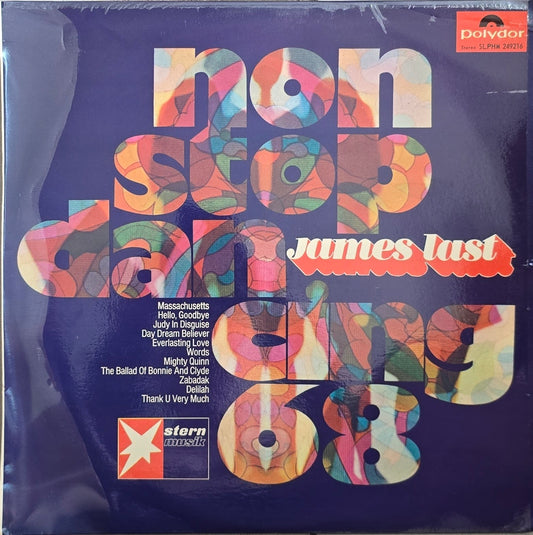 polydor
Stereo SLPHM 249216
non
stop
dan
james last
cing
68
Massachusetts
Hello, Goodbye
Judy In Disguise
Day Dream Believer
Everlasting Love
Words
Mighty Quinn
The Ballad Of Bonnie And Clyde
Zabadak
Delilah
Thank U Very Much
stern
musik